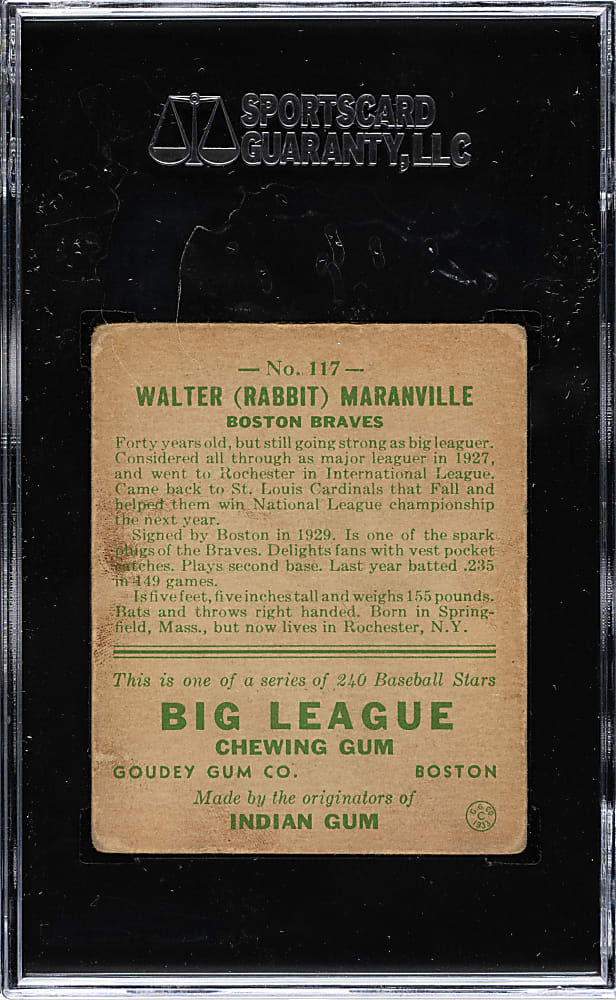 SPORTSCARD
GUARANTY, LLC
— No. 117 —
WALTER (RABBIT) MARANVILLE
BOSTON BRAVES
Forty years old, but still going strong as big leaguer.
Considered all through as major leaguer in 1927,
and went to Rochester in International League.
Came back to St. Louis Cardinals that Fall and
helped them win National League championship
the next year.
Signed by Boston in 1929. Is one of the spark
plugs of the Braves. Delights fans with vest pocket
catches. Plays second base. Last year batted .235
in 149 games.
Is five feet, five inches tall and weighs 155 pounds.
Bats and throws right handed. Born in Spring-
field, Mass., but now lives in Rochester, N.Y.
This is one of a series of 240 Baseball Stars
BIG LEAGUE
CHEWING GUM
GOUDEY GUM CO. BOSTON
Made by the originators of
INDIAN GUM
G. G. Co.
C
1933